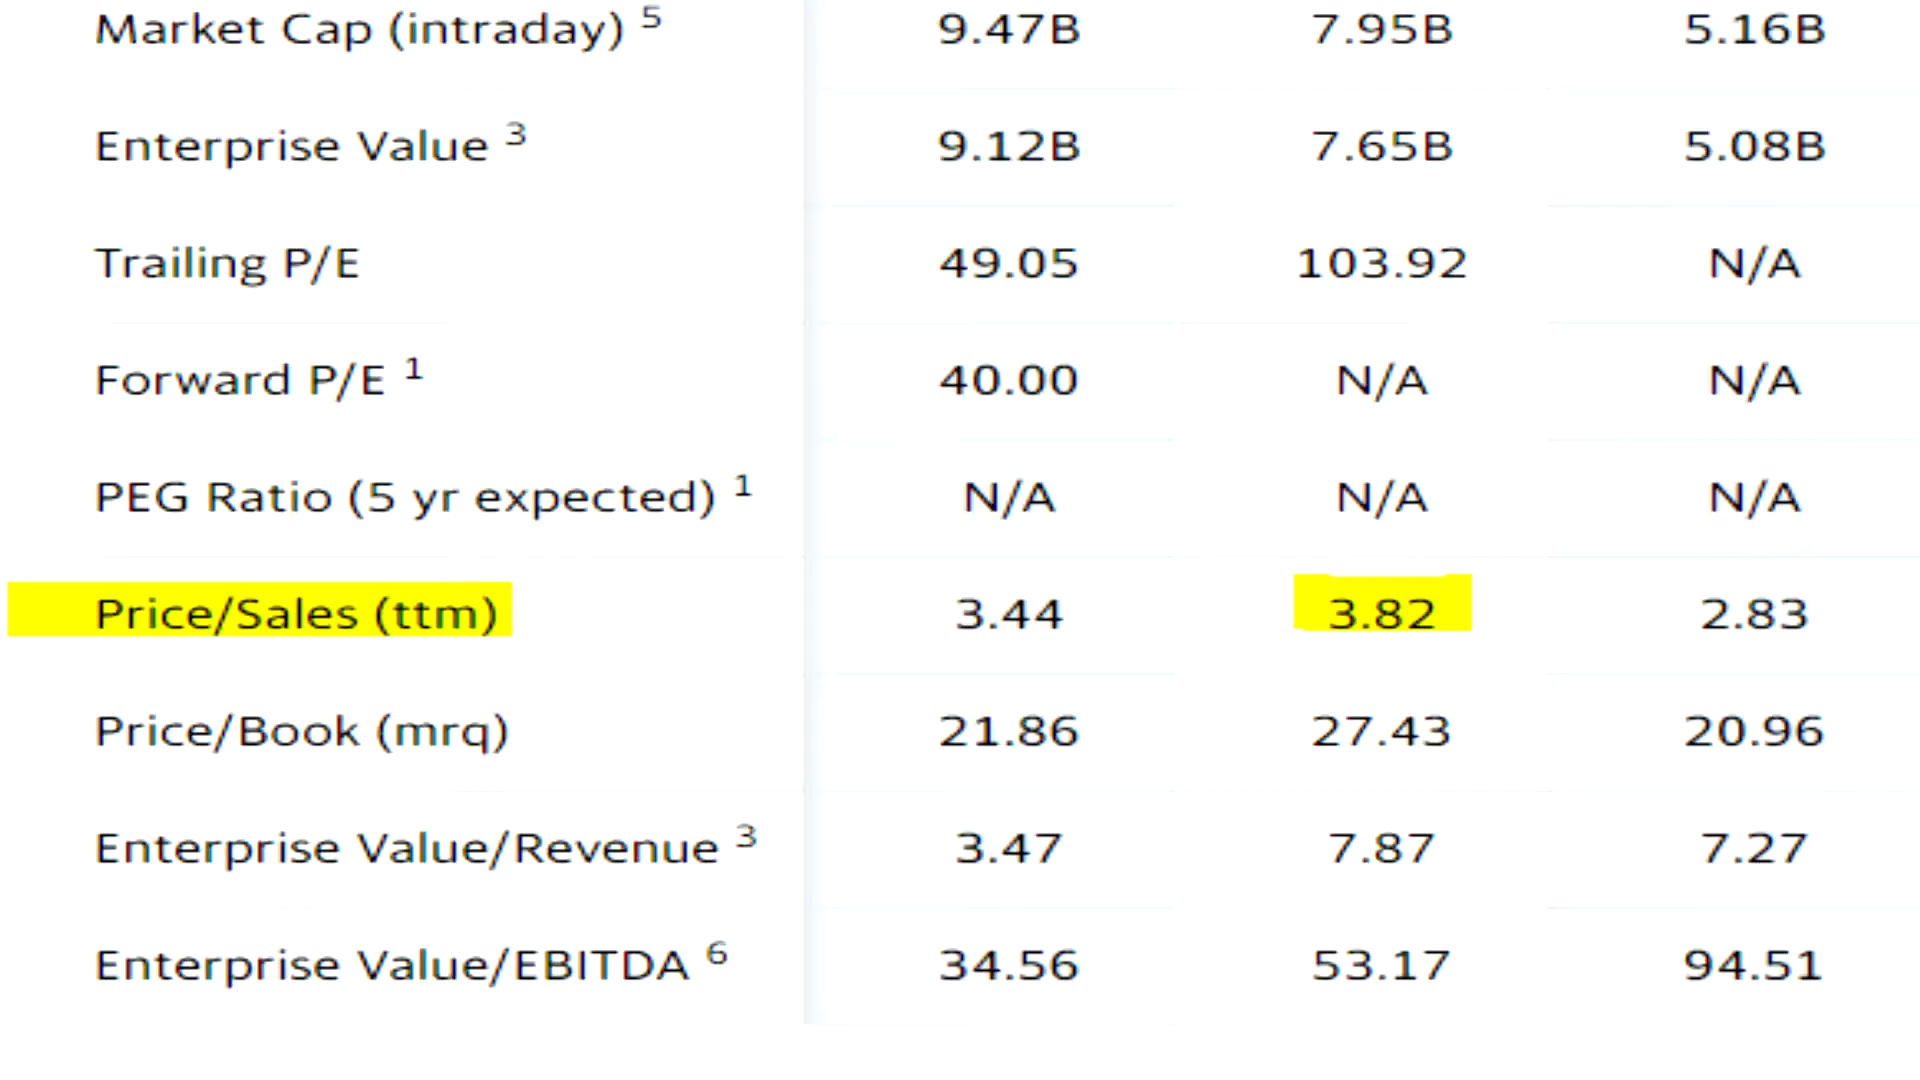 Market Cap (intraday) 5 9.47B 7.95B 5.16B
Enterprise Value 3 9.12B 7.65B 5.08B
Trailing P/E 49.05 103.92 N/A
Forward P/E 1 40.00 N/A N/A
PEG Ratio (5 yr expected) 1 N/A N/A N/A
Price/Sales (ttm) 3.44 3.82 2.83
Price/Book (mrq) 21.86 27.43 20.96
Enterprise Value/Revenue 3 3.47 7.87 7.27
Enterprise Value/EBITDA 6 34.56 53.17 94.51